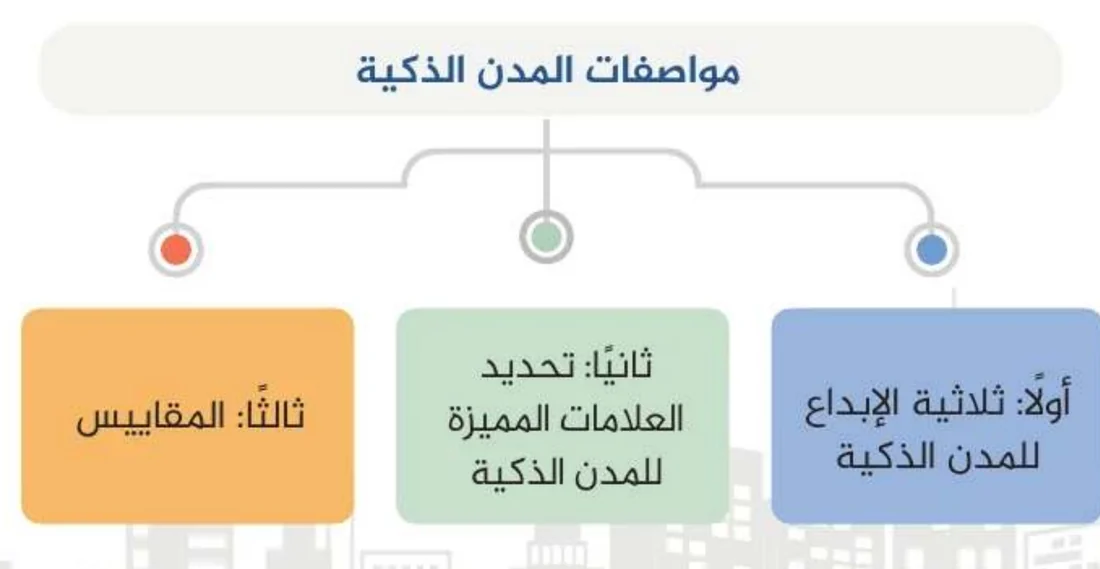 مواصفات المدن الذكية
أولًا: ثلاثية الإبداع
للمدن الذكية
ثانيًا: تحديد
العلامات المميزة
للمدن الذكية
ثالثًا: المقاييس